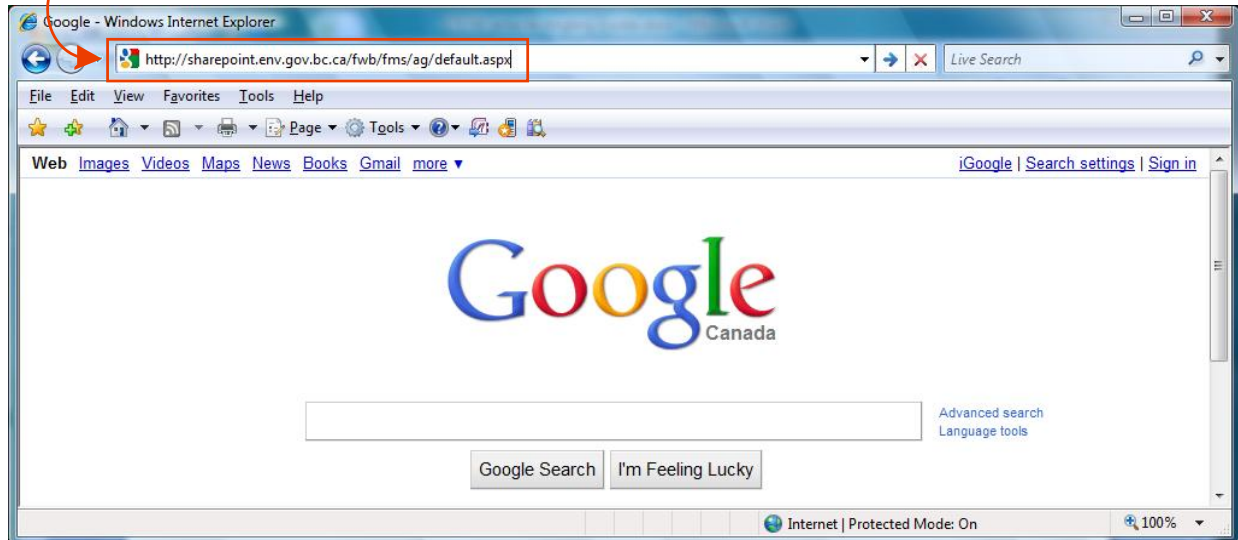 Google - Windows Internet Explorer
http://sharepoint.env.gov.bc.ca/fwb/fms/ag/default.aspx
Live Search
File Edit View Favorites Tools Help
Page Tools
Web Images Videos Maps News Books Gmail more ▼ iGoogle | Search settings | Sign in
Google
Canada
Advanced search
Language tools
Google Search I'm Feeling Lucky
Internet | Protected Mode: On 100%